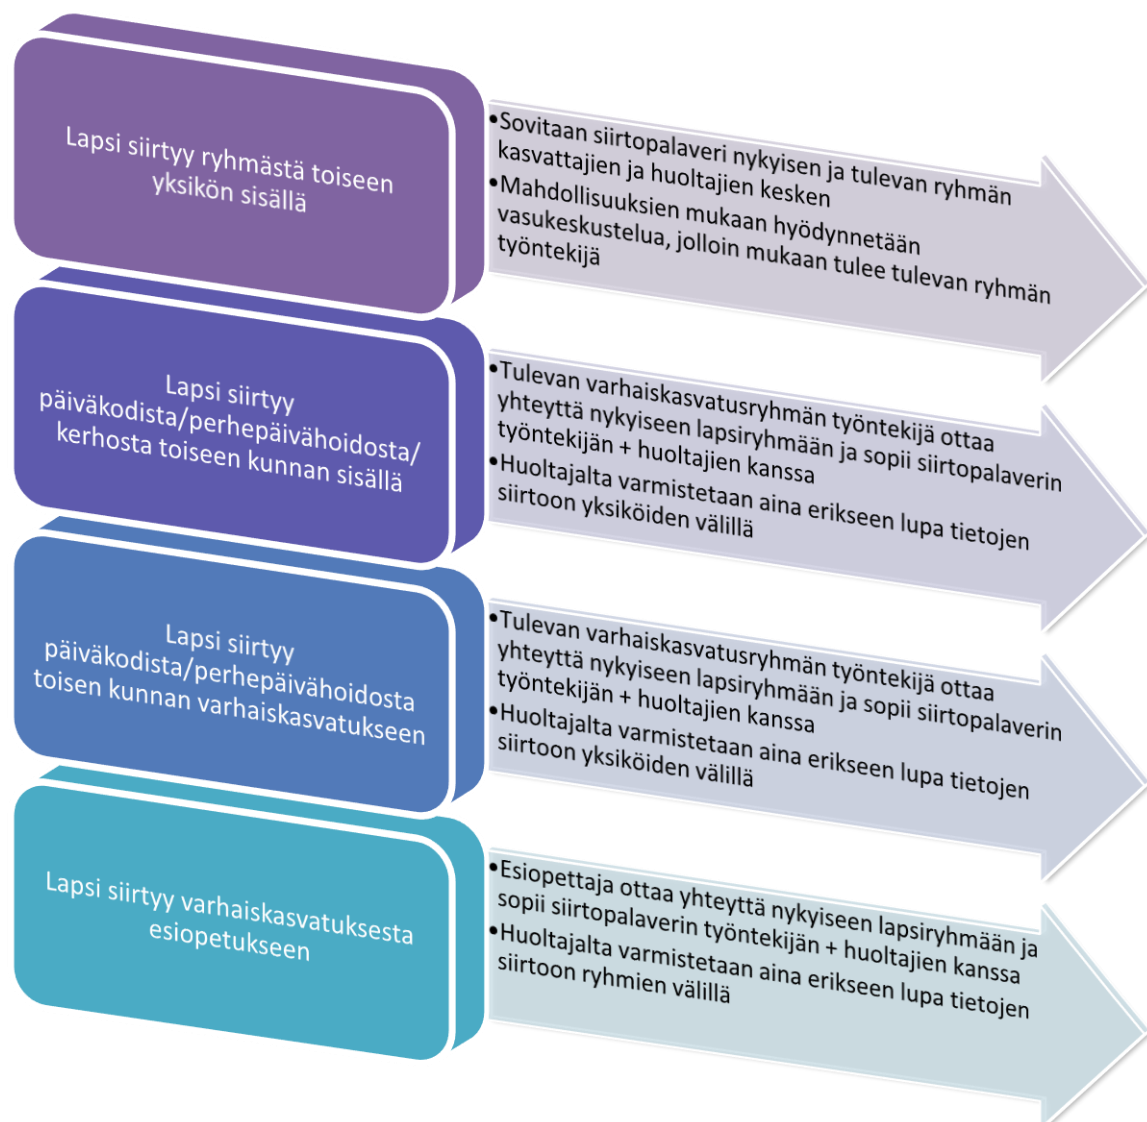 Lapsi siirtyy ryhmästä toiseen
yksikön sisällä
•Sovitaan siirtopalaveri nykyisen ja tulevan ryhmän
kasvattajien ja huoltajien kesken
•Mahdollisuuksien mukaan hyödynnetään
vasukeskustelua, jolloin mukaan tulee tulevan ryhmän
työntekijä
Lapsi siirtyy
päiväkodista/perhepäivähoidosta/
kerhosta toiseen kunnan sisällä
•Tulevan varhaiskasvatusryhmän työntekijä ottaa
yhteyttä nykyiseen lapsiryhmään ja sopii siirtopalaverin
työntekijän + huoltajien kanssa
•Huoltajalta varmistetaan aina erikseen lupa tietojen
siirtoon yksiköiden välillä
Lapsi siirtyy
päiväkodista/perhepäivähoidosta
toisen kunnan varhaiskasvatukseen
•Tulevan varhaiskasvatusryhmän työntekijä ottaa
yhteyttä nykyiseen lapsiryhmään ja sopii siirtopalaverin
työntekijän + huoltajien kanssa
•Huoltajalta varmistetaan aina erikseen lupa tietojen
siirtoon yksiköiden välillä
Lapsi siirtyy varhaiskasvatuksesta
esiopetukseen
•Esiopettaja ottaa yhteyttä nykyiseen lapsiryhmään ja
sopii siirtopalaverin työntekijän + huoltajien kanssa
•Huoltajalta varmistetaan aina erikseen lupa tietojen
siirtoon ryhmien välillä